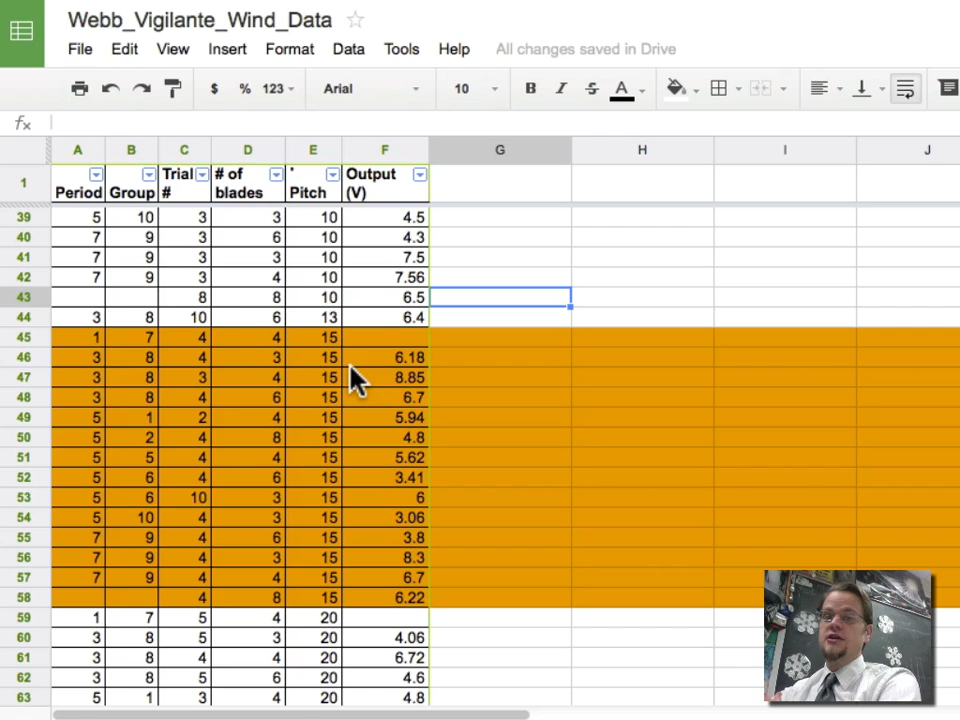 Webb_Vigilante_Wind_Data
File Edit View Insert Format Data Tools Help All changes saved in Drive
$ % 123 Arial 10 B I S A
fx
A B C D E F G H I J
1 Period Group Trial # # of blades ' Pitch Output (V)
39 5 10 3 3 10 4.5
40 7 9 3 6 10 4.3
41 7 9 3 3 10 7.5
42 7 9 3 4 10 7.56
43 8 8 10 6.5
44 3 8 10 6 13 6.4
45 1 7 4 4 15
46 3 8 4 3 15 6.18
47 3 8 3 4 15 8.85
48 3 8 4 6 15 6.7
49 5 1 2 4 15 5.94
50 5 2 4 8 15 4.8
51 5 5 4 4 15 5.62
52 5 6 4 6 15 3.41
53 5 6 10 3 15 6
54 5 10 4 3 15 3.06
55 7 9 4 6 15 3.8
56 7 9 4 3 15 8.3
57 7 9 4 4 15 6.7
58 4 8 15 6.22
59 1 7 5 4 20
60 3 8 5 3 20 4.06
61 3 8 4 4 20 6.72
62 3 8 5 6 20 4.6
63 5 1 3 4 20 4.8